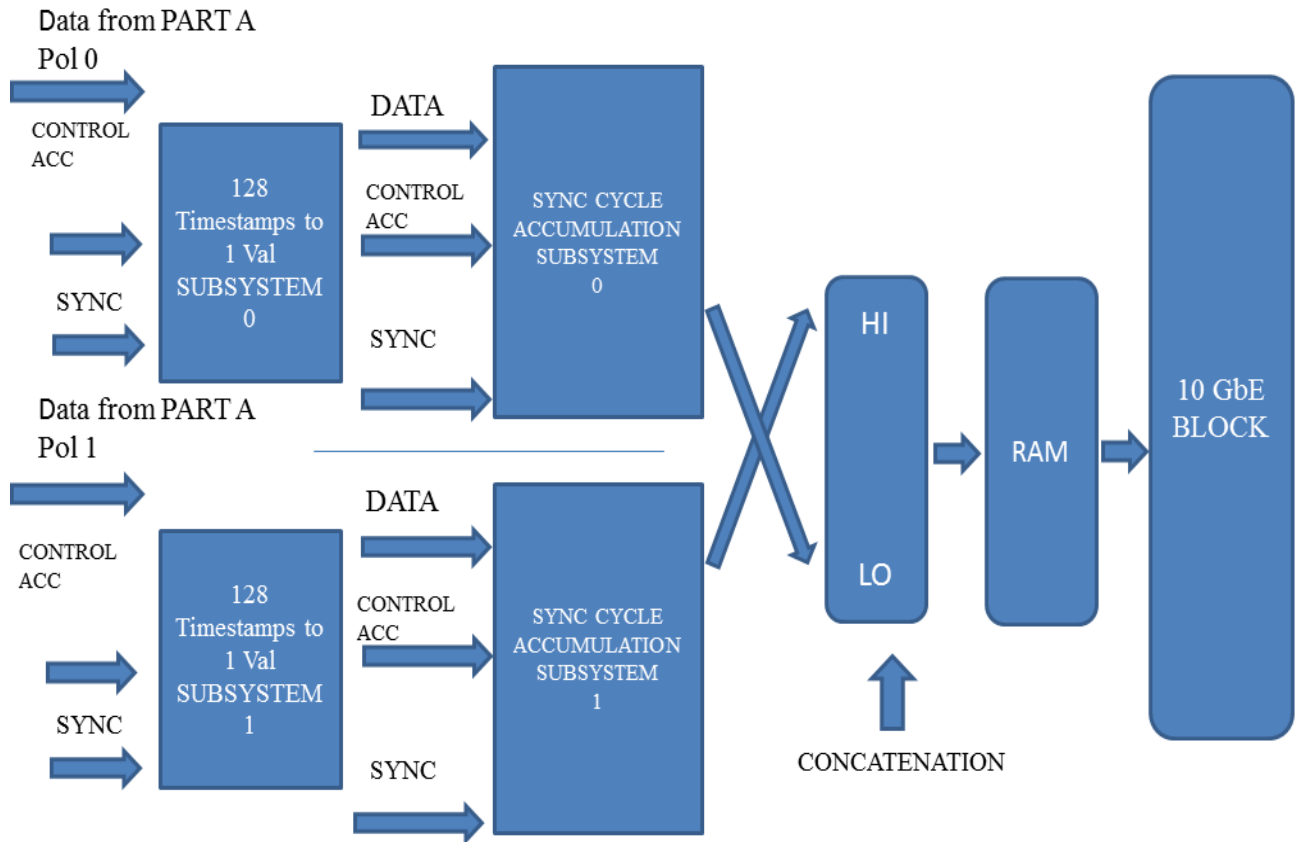 Data from PART A
Pol 0
CONTROL
ACC
SYNC
128
Timestamps to
1 Val
SUBSYSTEM
0
DATA
CONTROL
ACC
SYNC
SYNC CYCLE
ACCUMULATION
SUBSYSTEM
0
Data from PART A
Pol 1
CONTROL
ACC
SYNC
128
Timestamps to
1 Val
SUBSYSTEM
1
DATA
CONTROL
ACC
SYNC
SYNC CYCLE
ACCUMULATION
SUBSYSTEM
1
HI
LO
CONCATENATION
RAM
10 GbE
BLOCK